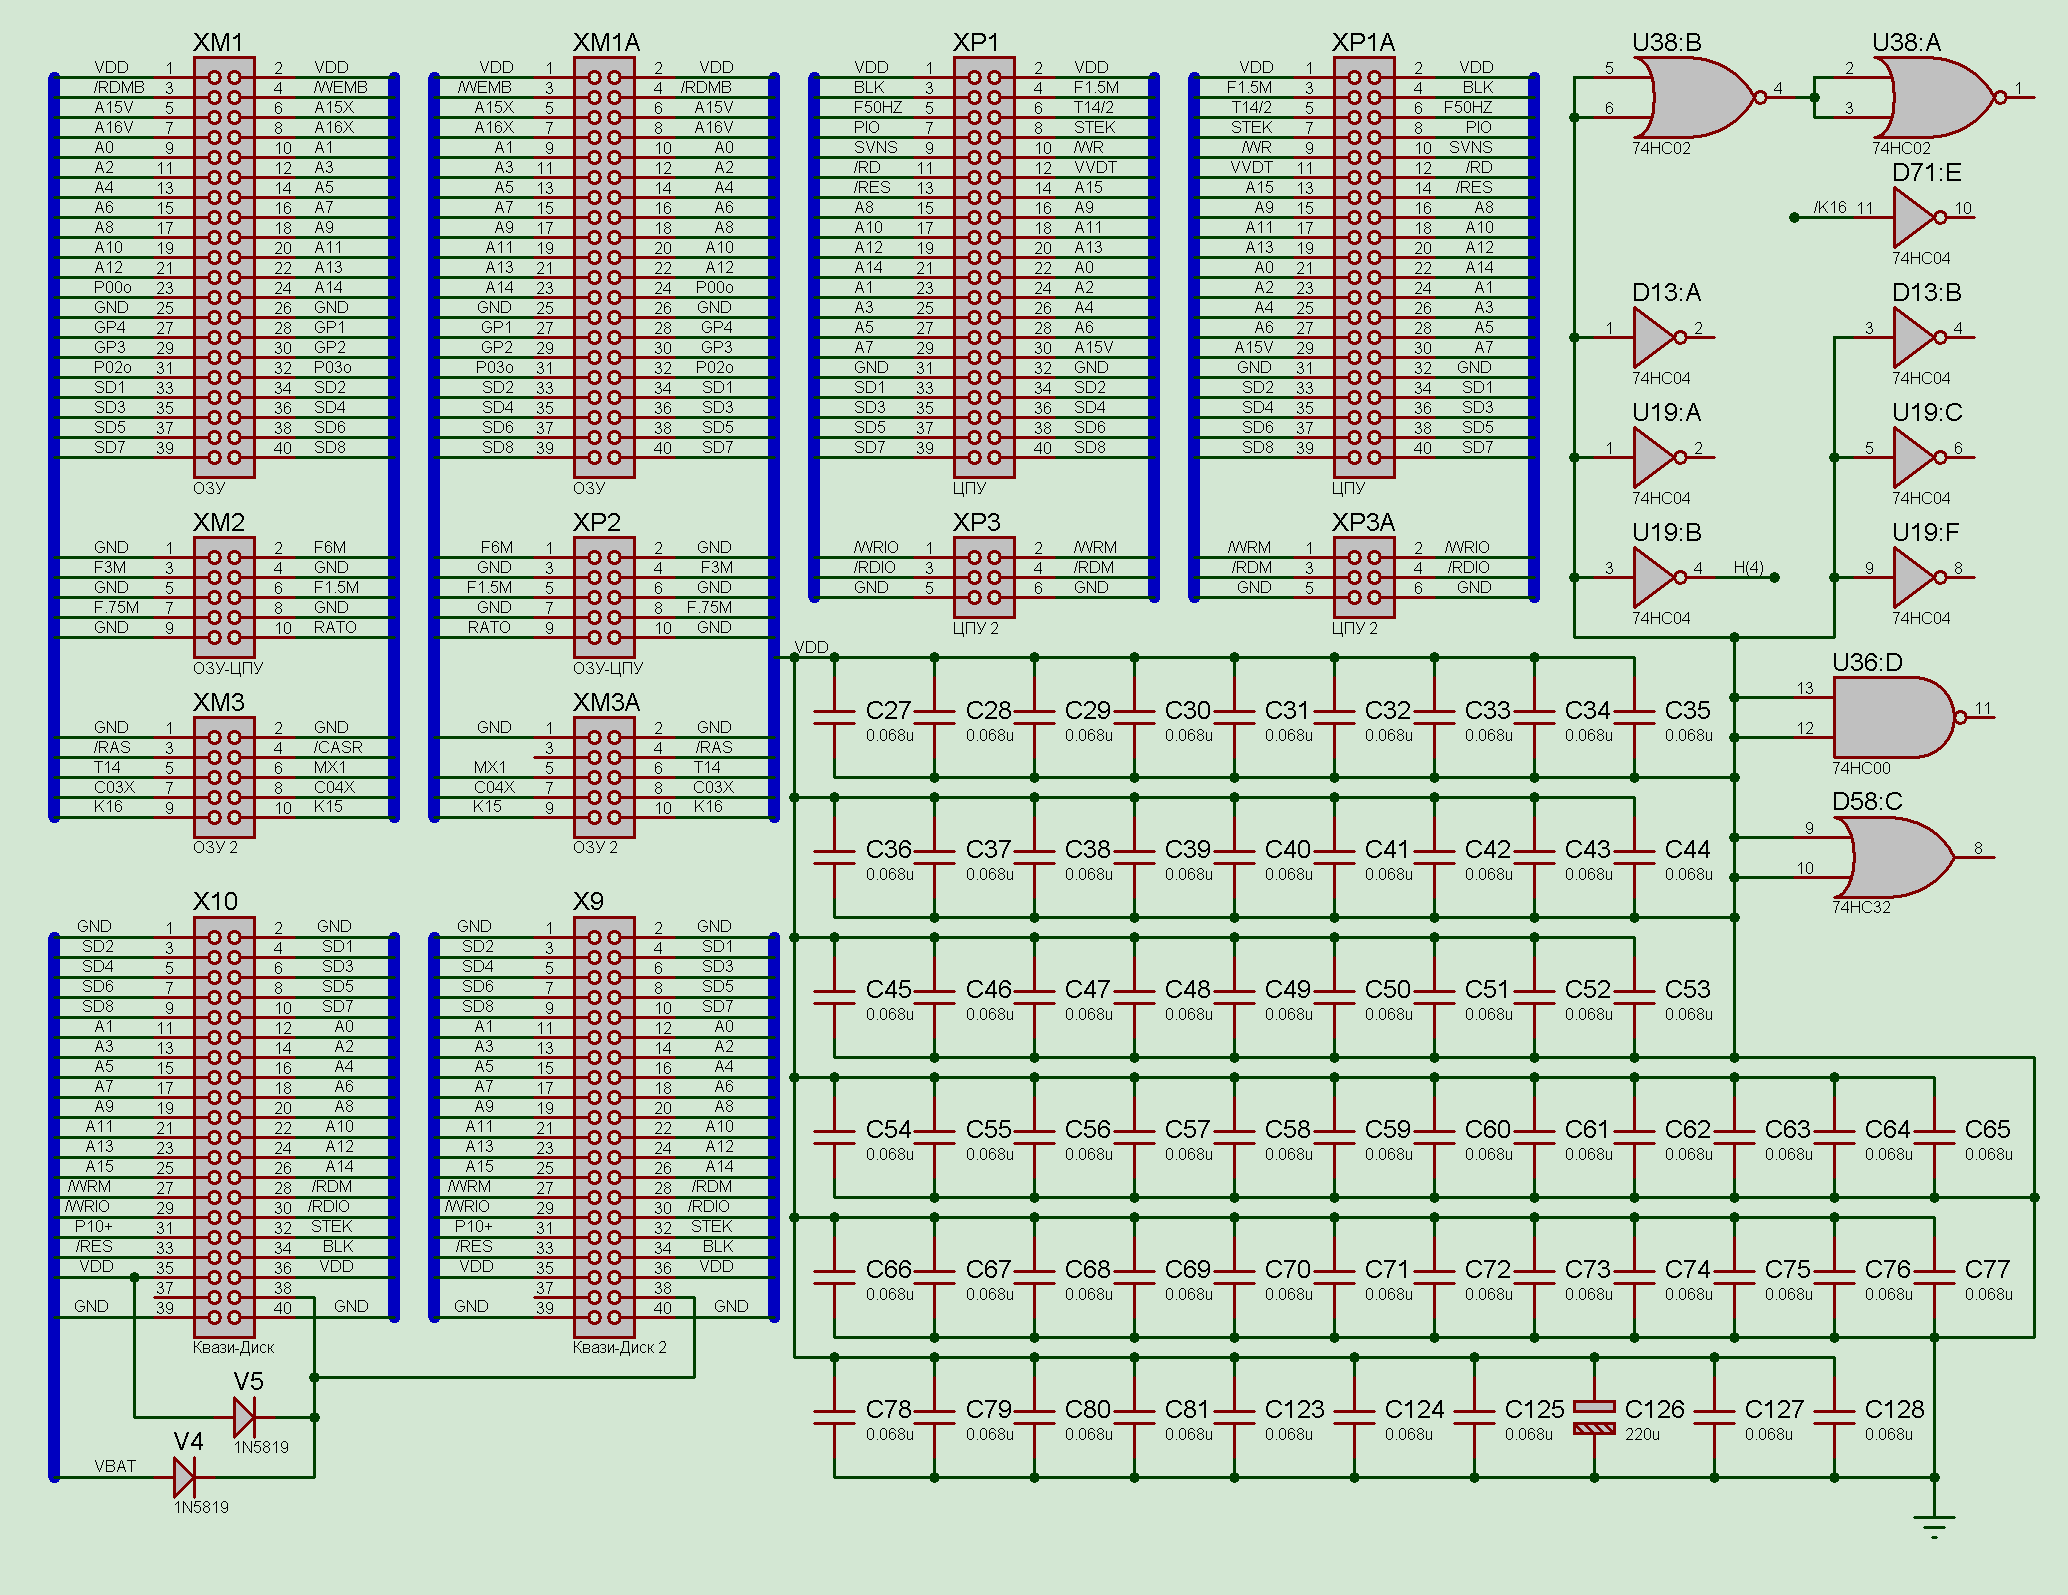 XM1
VDD 1 2 VDD
/RDMB 3 4 /WEMB
A15V 5 6 A15X
A16V 7 8 A16X
A0 9 10 A1
A2 11 12 A3
A4 13 14 A5
A6 15 16 A7
A8 17 18 A9
A10 19 20 A11
A12 21 22 A13
P00o 23 24 A14
GND 25 26 GND
GP4 27 28 GP1
GP3 29 30 GP2
P02o 31 32 P03o
SD1 33 34 SD2
SD3 35 36 SD4
SD5 37 38 SD6
SD7 39 40 SD8
ОЗУ
XM1A
VDD 1 2 VDD
/WEMB 3 4 /RDMB
A15X 5 6 A15V
A16X 7 8 A16V
A1 9 10 A0
A3 11 12 A2
A5 13 14 A4
A7 15 16 A6
A9 17 18 A8
A11 19 20 A10
A13 21 22 A12
A14 23 24 P00o
GND 25 26 GND
GP1 27 28 GP4
GP2 29 30 GP3
P03o 31 32 P02o
SD2 33 34 SD1
SD4 35 36 SD3
SD6 37 38 SD5
SD8 39 40 SD7
ОЗУ
XP1
VDD 1 2 VDD
BLK 3 4 F1.5M
F50HZ 5 6 T14/2
PIO 7 8 STEK
SVNS 9 10 /WR
/RD 11 12 VVDT
/RES 13 14 A15
A8 15 16 A9
A10 17 18 A11
A12 19 20 A13
A14 21 22 A0
A1 23 24 A2
A3 25 26 A4
A5 27 28 A6
A7 29 30 A15V
GND 31 32 GND
SD1 33 34 SD2
SD3 35 36 SD4
SD5 37 38 SD6
SD7 39 40 SD8
ЦПУ
XP1A
VDD 1 2 VDD
F1.5M 3 4 BLK
T14/2 5 6 F50HZ
STEK 7 8 PIO
/WR 9 10 SVNS
VVDT 11 12 /RD
A15 13 14 /RES
A9 15 16 A8
A11 17 18 A10
A13 19 20 A12
A0 21 22 A14
A2 23 24 A1
A4 25 26 A3
A6 27 28 A5
A15V 29 30 A7
GND 31 32 GND
SD2 33 34 SD1
SD4 35 36 SD3
SD6 37 38 SD5
SD8 39 40 SD7
ЦПУ
U38:B
5
6
4
74HC02
U38:A
2
3
1
74HC02
D71:E
/K16 11 10
74HC04
D13:A
1 2
74HC04
D13:B
3 4
74HC04
U19:A
1 2
74HC04
U19:C
5 6
74HC04
U19:B
3 4 H(4)
74HC04
U19:F
9 8
74HC04
U36:D
13
12
11
74HC00
D58:C
9
10
8
74HC32
XM2
GND 1 2 F6M
F3M 3 4 GND
GND 5 6 F1.5M
F.75M 7 8 GND
GND 9 10 RATO
ОЗУ-ЦПУ
XP2
F6M 1 2 GND
GND 3 4 F3M
F1.5M 5 6 GND
GND 7 8 F.75M
RATO 9 10 GND
ОЗУ-ЦПУ
XP3
/WRIO 1 2 /WRM
/RDIO 3 4 /RDM
GND 5 6 GND
ЦПУ 2
XP3A
/WRM 1 2 /WRIO
/RDM 3 4 /RDIO
GND 5 6 GND
ЦПУ 2
XM3
GND 1 2 GND
/RAS 3 4 /CASR
T14 5 6 MX1
C03X 7 8 C04X
K16 9 10 K15
ОЗУ 2
XM3A
GND 1 2 GND
3 4 /RAS
MX1 5 6 T14
C04X 7 8 C03X
K15 9 10 K16
ОЗУ 2
X10
GND 1 2 GND
SD2 3 4 SD1
SD4 5 6 SD3
SD6 7 8 SD5
SD8 9 10 SD7
A1 11 12 A0
A3 13 14 A2
A5 15 16 A4
A7 17 18 A6
A9 19 20 A8
A11 21 22 A10
A13 23 24 A12
A15 25 26 A14
/WRM 27 28 /RDM
/WRIO 29 30 /RDIO
P10+ 31 32 STEK
/RES 33 34 BLK
VDD 35 36 VDD
37 38
GND 39 40 GND
Квази-Диск
X9
GND 1 2 GND
SD2 3 4 SD1
SD4 5 6 SD3
SD6 7 8 SD5
SD8 9 10 SD7
A1 11 12 A0
A3 13 14 A2
A5 15 16 A4
A7 17 18 A6
A9 19 20 A8
A11 21 22 A10
A13 23 24 A12
A15 25 26 A14
/WRM 27 28 /RDM
/WRIO 29 30 /RDIO
P10+ 31 32 STEK
/RES 33 34 BLK
VDD 35 36 VDD
37 38
GND 39 40 GND
Квази-Диск 2
V5
1N5819
V4
VBAT
1N5819
VDD
C27 C28 C29 C30 C31 C32 C33 C34 C35
0.068u 0.068u 0.068u 0.068u 0.068u 0.068u 0.068u 0.068u 0.068u
C36 C37 C38 C39 C40 C41 C42 C43 C44
0.068u 0.068u 0.068u 0.068u 0.068u 0.068u 0.068u 0.068u 0.068u
C45 C46 C47 C48 C49 C50 C51 C52 C53
0.068u 0.068u 0.068u 0.068u 0.068u 0.068u 0.068u 0.068u 0.068u
C54 C55 C56 C57 C58 C59 C60 C61 C62 C63 C64 C65
0.068u 0.068u 0.068u 0.068u 0.068u 0.068u 0.068u 0.068u 0.068u 0.068u 0.068u 0.068u
C66 C67 C68 C69 C70 C71 C72 C73 C74 C75 C76 C77
0.068u 0.068u 0.068u 0.068u 0.068u 0.068u 0.068u 0.068u 0.068u 0.068u 0.068u 0.068u
C78 C79 C80 C81 C123 C124 C125 C126 C127 C128
0.068u 0.068u 0.068u 0.068u 0.068u 0.068u 0.068u 220u 0.068u 0.068u